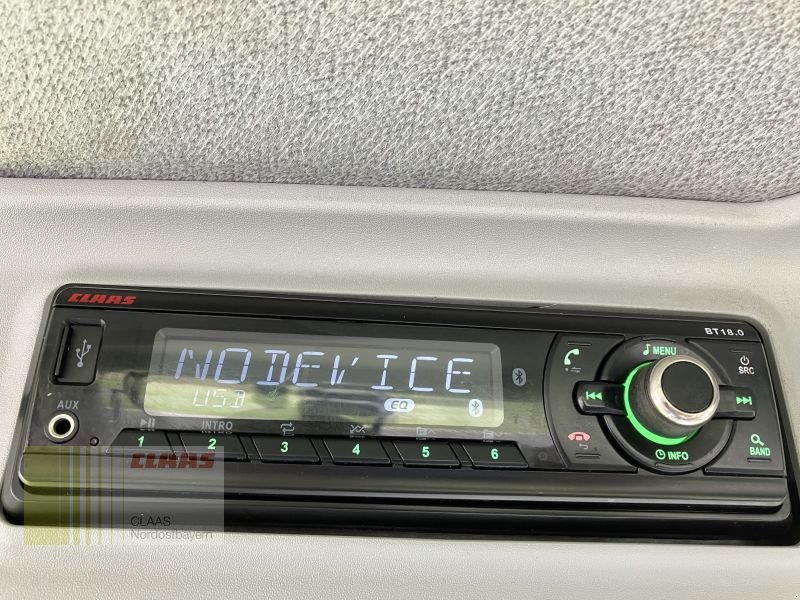 CLAAS
BT18.0
NODEVICE
USB
EQ
AUX
INTRO
1 2 3 4 5 6
MENU
SRC
INFO
BAND
CLAAS
CLAAS
Nordostbayern